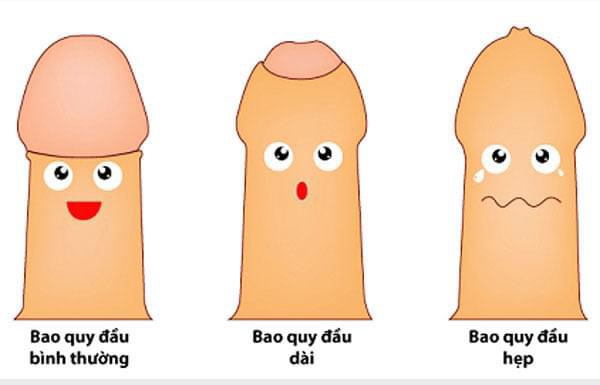 Bao quy đầu
bình thường
Bao quy đầu
dài
Bao quy đầu
hẹp